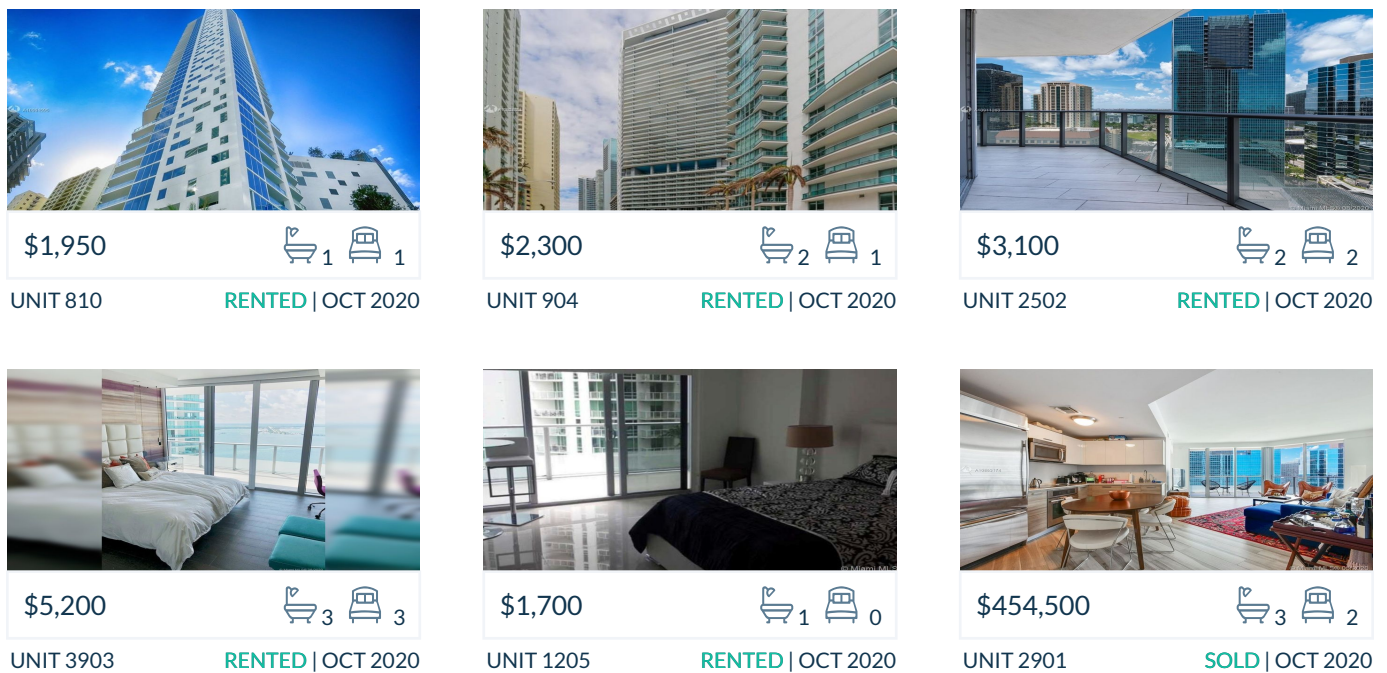 $1,950 1 1
UNIT 810 RENTED | OCT 2020
$2,300 2 1
UNIT 904 RENTED | OCT 2020
$3,100 2 2
UNIT 2502 RENTED | OCT 2020
$5,200 3 3
UNIT 3903 RENTED | OCT 2020
© Miami MLS
$1,700 1 0
UNIT 1205 RENTED | OCT 2020
$454,500 3 2
UNIT 2901 SOLD | OCT 2020